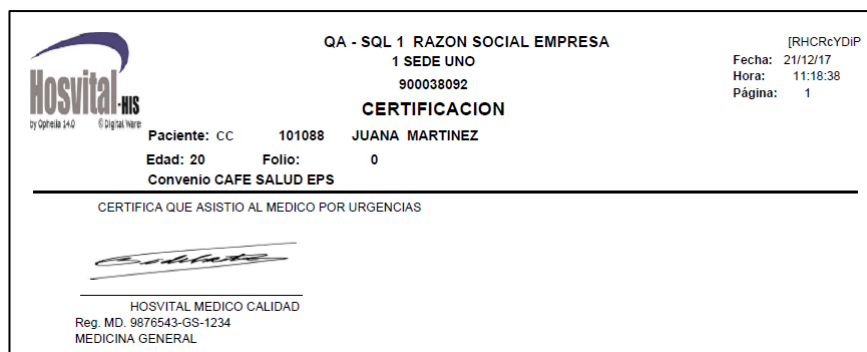 QA - SQL 1 RAZON SOCIAL EMPRESA
[RHCRcYDiP
1 SEDE UNO
Fecha: 21/12/17
900038092
Hora: 11:18:38
CERTIFICACION
Página: 1
Hosvital-HIS
by Ophelia 14.0 © Digital Ware
Paciente: CC 101088 JUANA MARTINEZ
Edad: 20 Folio: 0
Convenio CAFE SALUD EPS
CERTIFICA QUE ASISTIO AL MEDICO POR URGENCIAS
HOSVITAL MEDICO CALIDAD
Reg. MD. 9876543-GS-1234
MEDICINA GENERAL